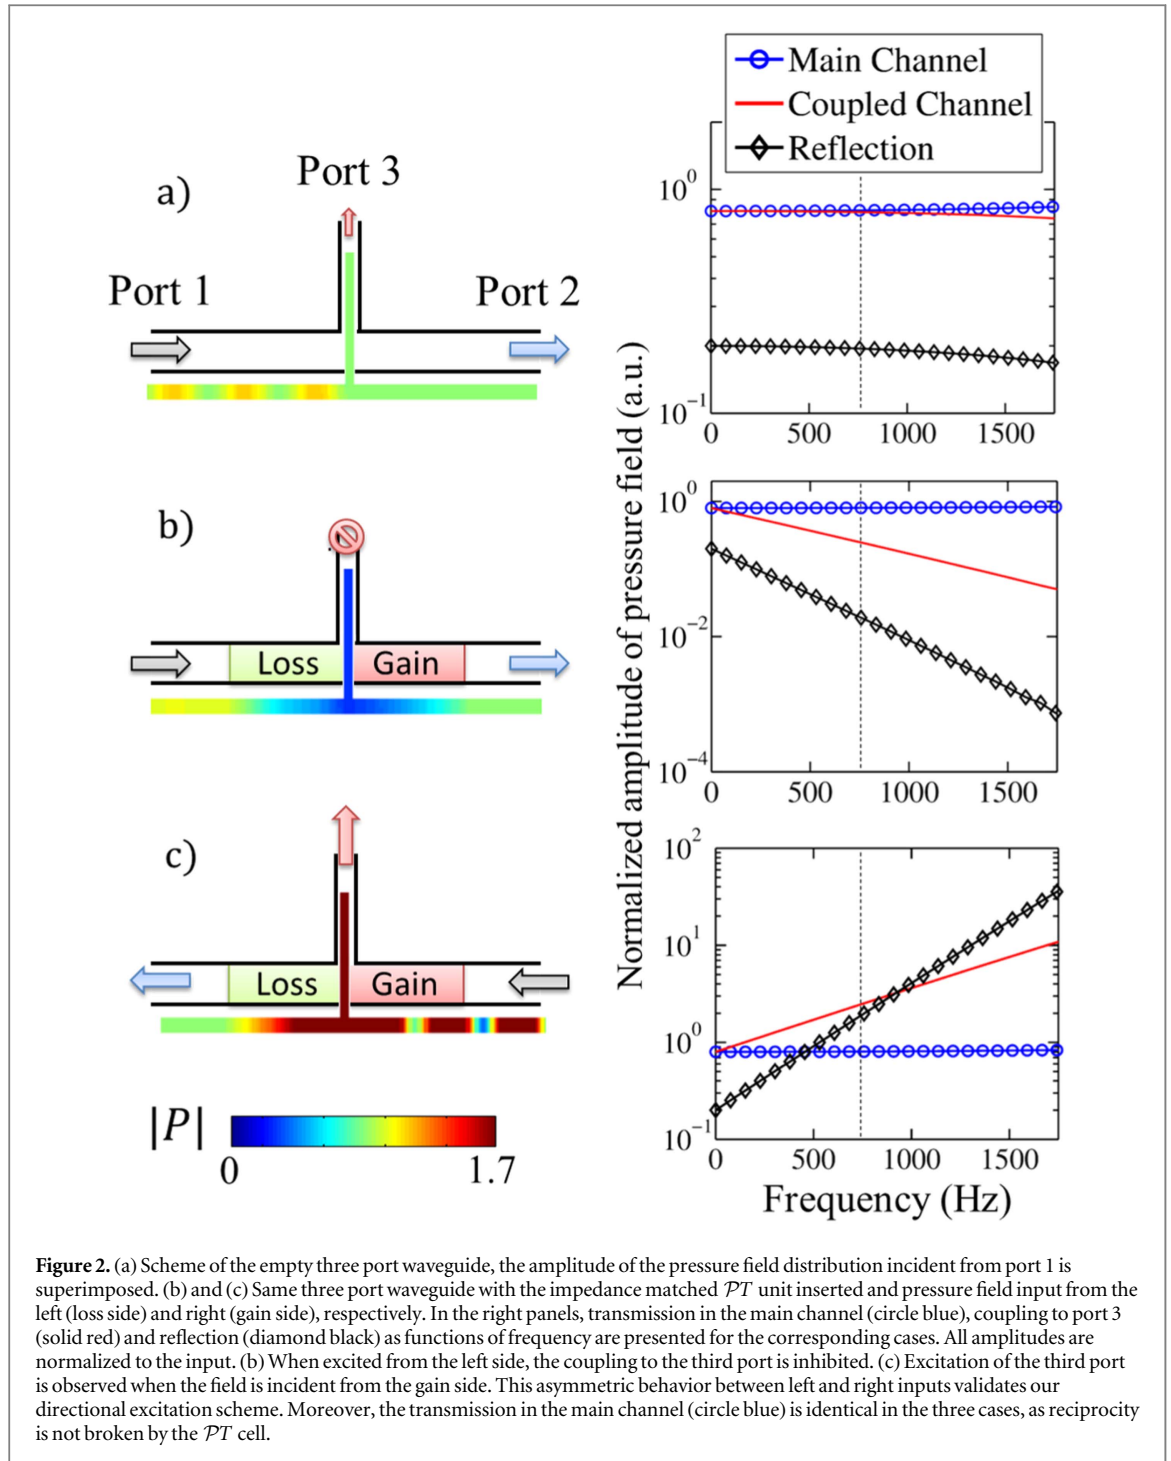 Main Channel
Coupled Channel
Reflection
a)
Port 3
Port 1
Port 2
10^0
10^-1
0 500 1000 1500
b)
Loss
Gain
10^0
10^-2
10^-4
0 500 1000 1500
c)
Loss
Gain
10^2
10^1
10^0
10^-1
0 500 1000 1500
Normalized amplitude of pressure field (a.u.)
Frequency (Hz)
|P|
0 1.7
Figure 2. (a) Scheme of the empty three port waveguide, the amplitude of the pressure field distribution incident from port 1 is
superimposed. (b) and (c) Same three port waveguide with the impedance matched 𝒫T unit inserted and pressure field input from the
left (loss side) and right (gain side), respectively. In the right panels, transmission in the main channel (circle blue), coupling to port 3
(solid red) and reflection (diamond black) as functions of frequency are presented for the corresponding cases. All amplitudes are
normalized to the input. (b) When excited from the left side, the coupling to the third port is inhibited. (c) Excitation of the third port
is observed when the field is incident from the gain side. This asymmetric behavior between left and right inputs validates our
directional excitation scheme. Moreover, the transmission in the main channel (circle blue) is identical in the three cases, as reciprocity
is not broken by the 𝒫T cell.